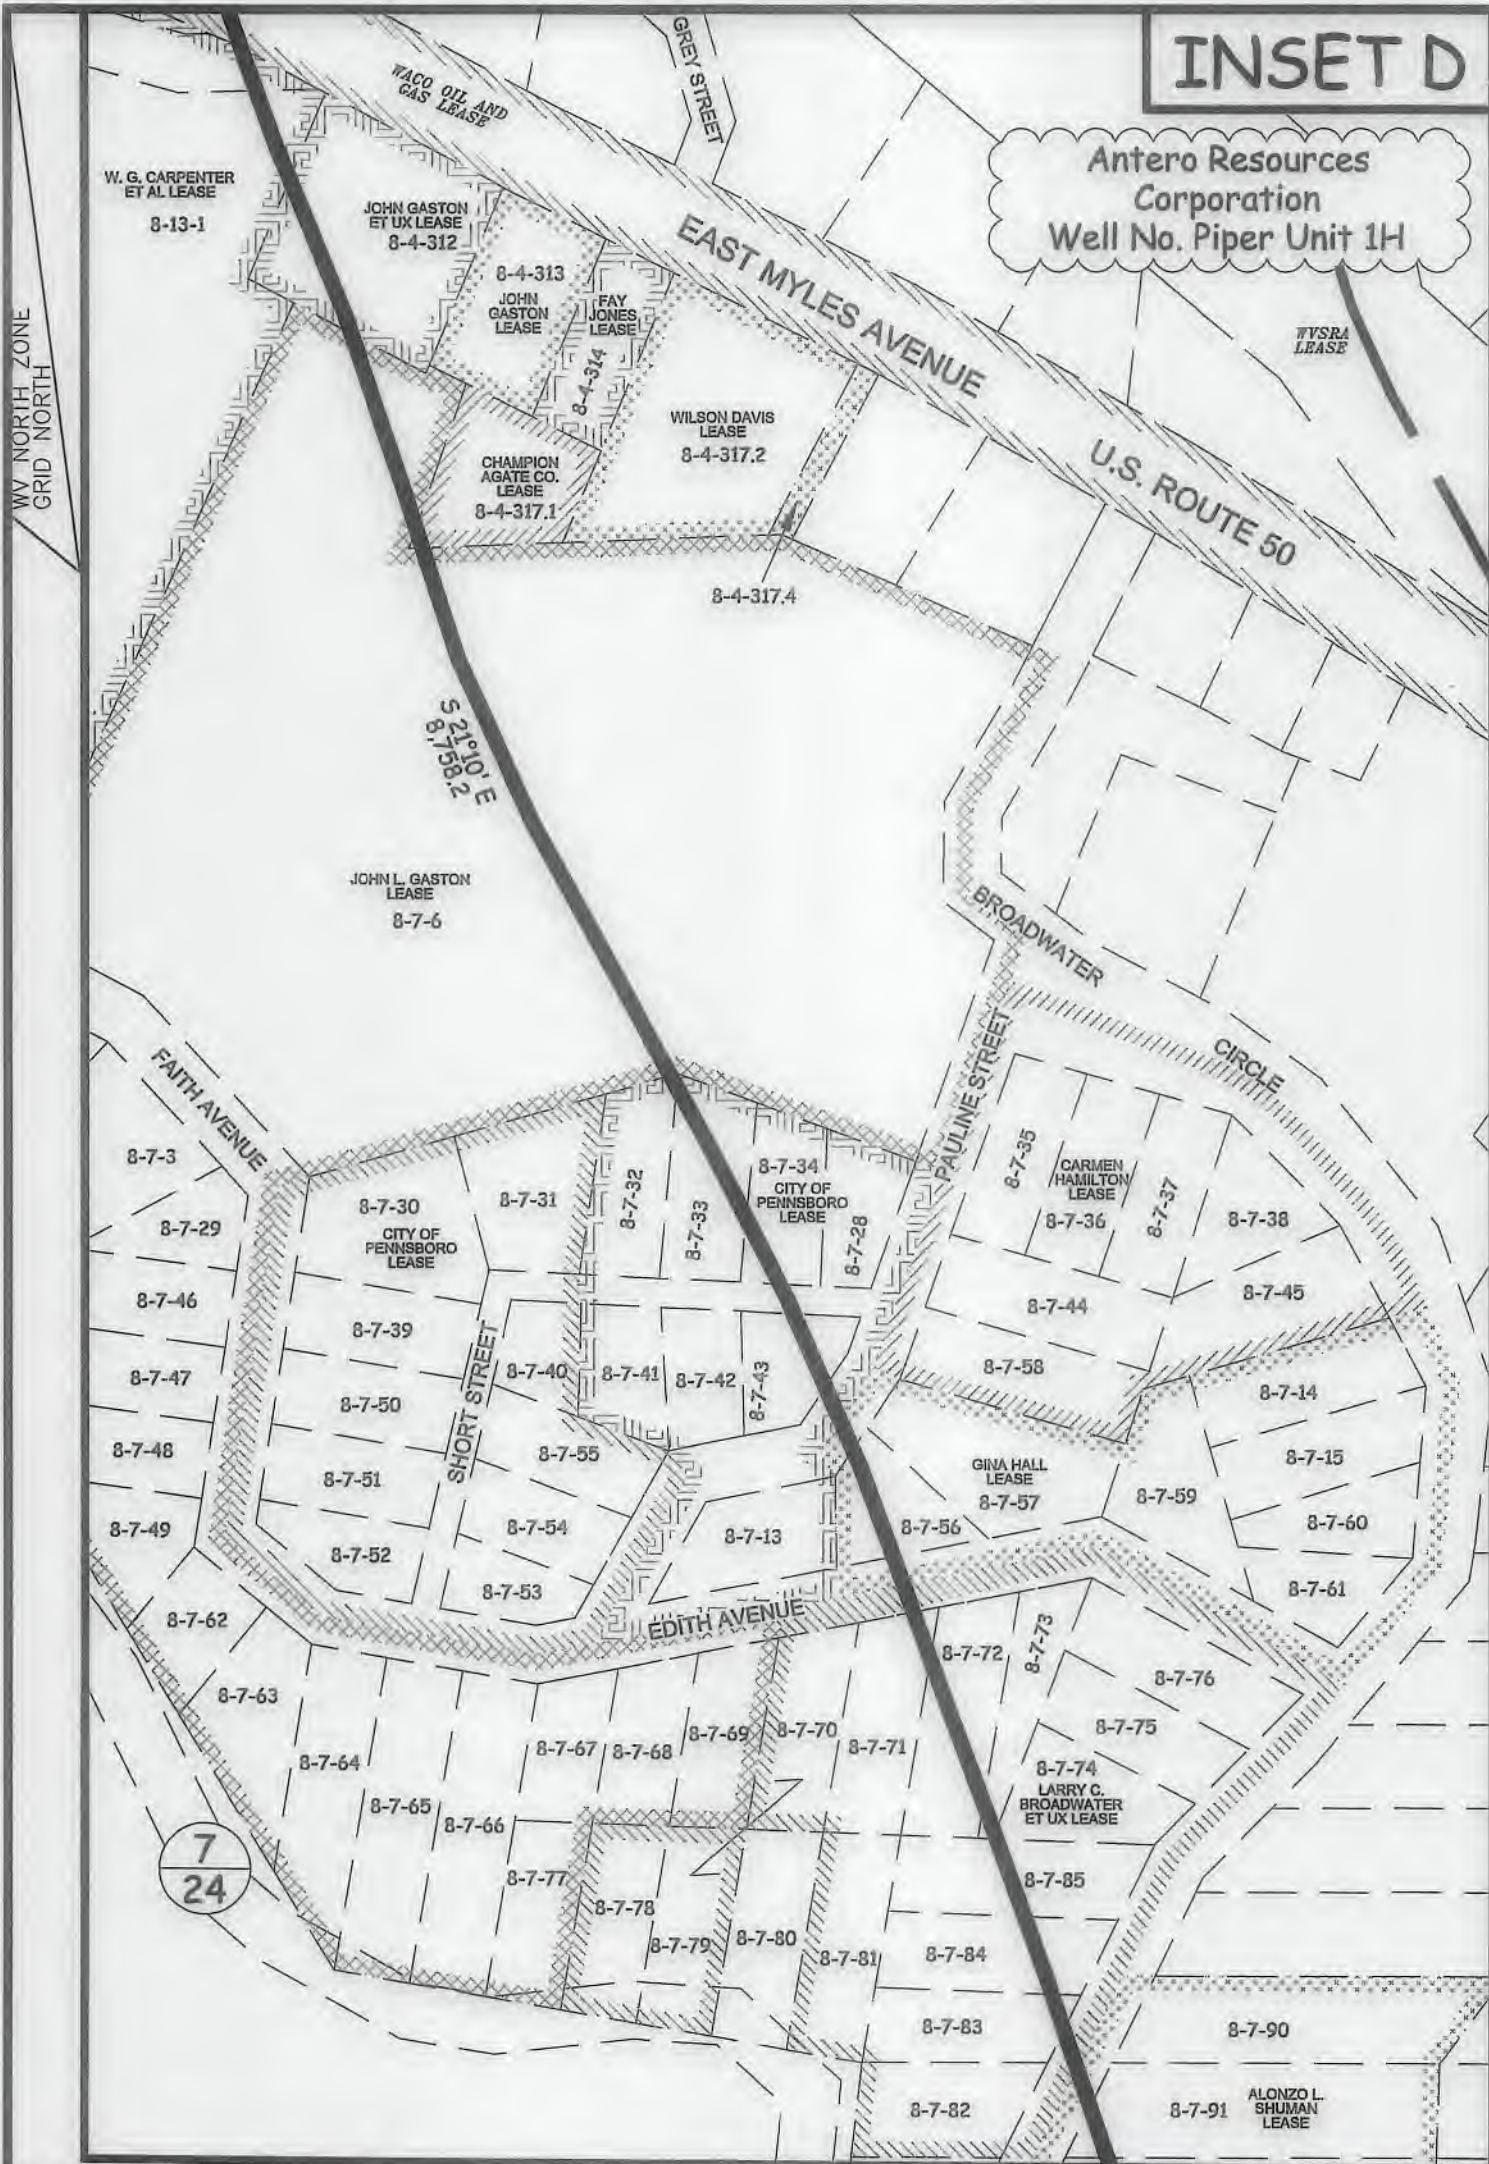 INSET D
Antero Resources
Corporation
Well No. Piper Unit 1H
GREY STREET
WACO OIL AND
GAS LEASE
W. G. CARPENTER
ET AL LEASE
8-13-1
JOHN GASTON
ET UX LEASE
8-4-312
8-4-313
JOHN
GASTON
LEASE
FAY
JONES
LEASE
8-4-314
EAST MYLES AVENUE
WVSRA
LEASE
WV NORTH ZONE
GRID NORTH
WILSON DAVIS
LEASE
8-4-317.2
CHAMPION
AGATE CO.
LEASE
8-4-317.1
U.S. ROUTE 50
8-4-317.4
S 21°10' E
8,758.2
JOHN L. GASTON
LEASE
8-7-6
BROADWATER
CIRCLE
PAULINE STREET
FAITH AVENUE
8-7-3
8-7-29
8-7-30
CITY OF
PENNSBORO
LEASE
8-7-31
8-7-32
8-7-33
8-7-34
CITY OF
PENNSBORO
LEASE
8-7-28
8-7-35
CARMEN
HAMILTON
LEASE
8-7-36
8-7-37
8-7-38
8-7-46
8-7-39
8-7-44
8-7-45
8-7-47
8-7-50
SHORT STREET
8-7-40
8-7-41
8-7-42
8-7-43
8-7-58
8-7-14
8-7-48
8-7-51
8-7-55
GINA HALL
LEASE
8-7-57
8-7-59
8-7-15
8-7-49
8-7-52
8-7-54
8-7-13
8-7-56
8-7-60
8-7-53
8-7-61
EDITH AVENUE
8-7-62
8-7-63
8-7-72
8-7-73
8-7-76
8-7-64
8-7-67
8-7-68
8-7-69
8-7-70
8-7-71
8-7-75
8-7-74
LARRY C.
BROADWATER
ET UX LEASE
8-7-65
8-7-66
7
24
8-7-77
8-7-78
8-7-79
8-7-80
8-7-81
8-7-85
8-7-84
8-7-83
8-7-90
8-7-82
8-7-91
ALONZO L.
SHUMAN
LEASE